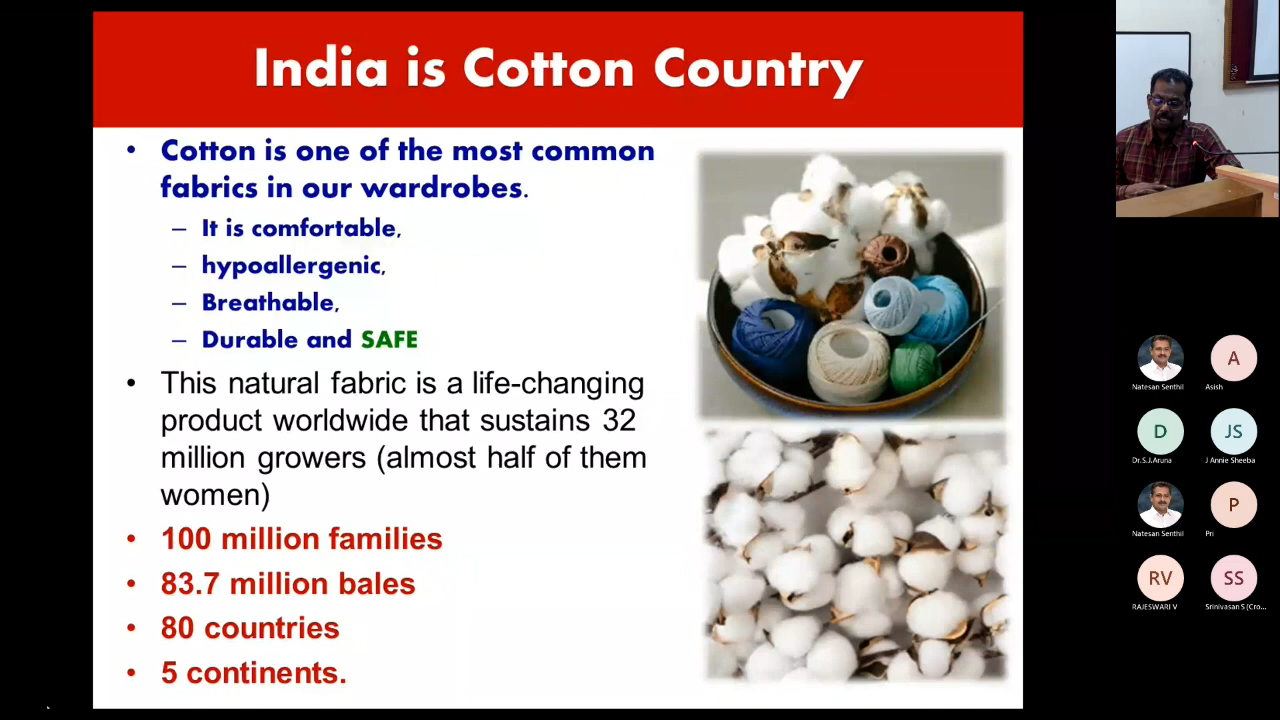 India is Cotton Country
• Cotton is one of the most common
fabrics in our wardrobes.
– It is comfortable,
– hypoallergenic,
– Breathable,
– Durable and SAFE
• This natural fabric is a life-changing
product worldwide that sustains 32
million growers (almost half of them
women)
• 100 million families
• 83.7 million bales
• 80 countries
• 5 continents.
Natesan Senthil
A
Asish
D
Dr.S.J.Aruna
JS
J Annie Sheeba
Natesan Senthil
P
Pri
RV
RAJESWARI V
SS
Srinivasan S (Cro...